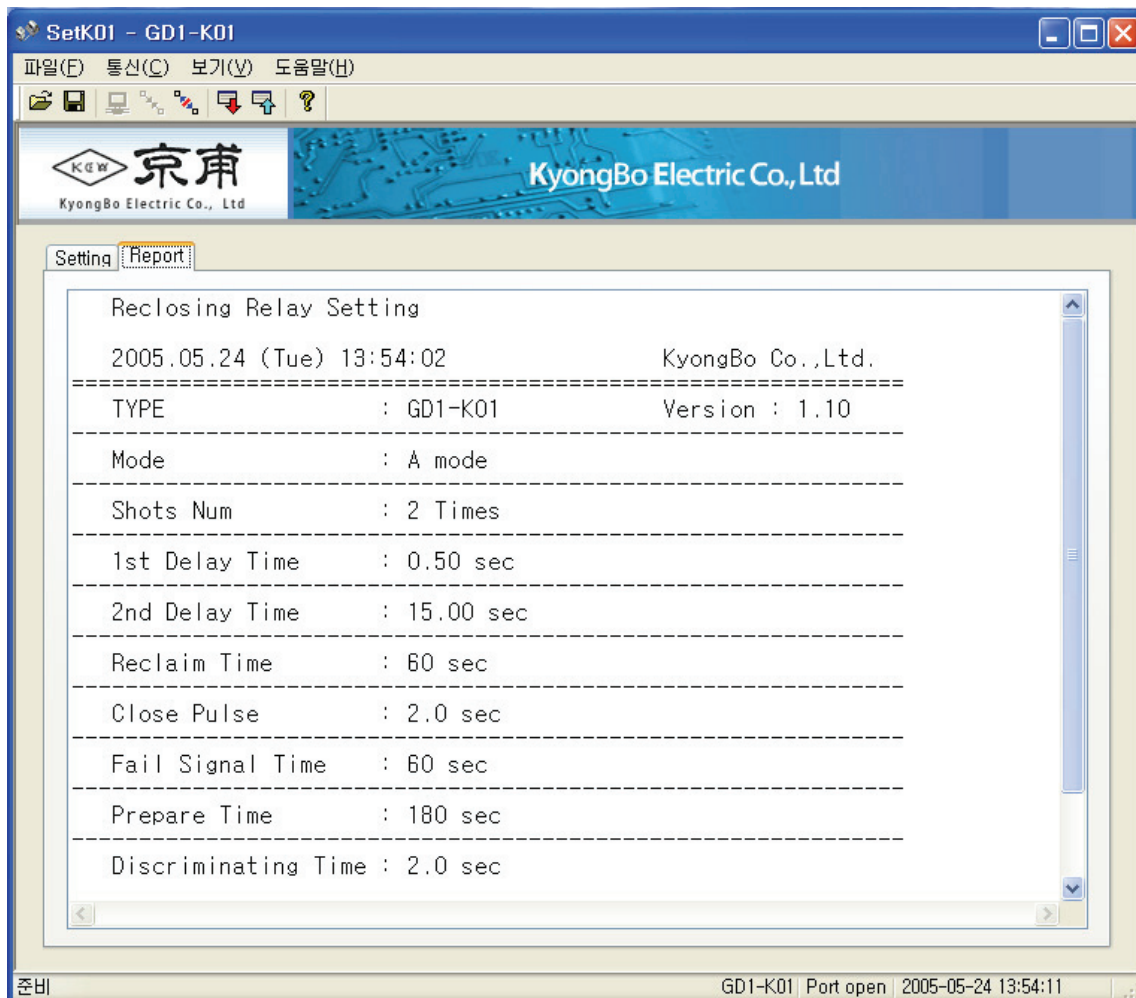 SetK01 - GD1-K01
파일(F) 통신(C) 보기(V) 도움말(H)
KEW 京甫
KyongBo Electric Co., Ltd
KyongBo Electric Co., Ltd
Setting Report
Reclosing Relay Setting
2005.05.24 (Tue) 13:54:02 KyongBo Co.,Ltd.
================================================================
TYPE : GD1-K01 Version : 1.10
----------------------------------------------------------------
Mode : A mode
----------------------------------------------------------------
Shots Num : 2 Times
----------------------------------------------------------------
1st Delay Time : 0.50 sec
----------------------------------------------------------------
2nd Delay Time : 15.00 sec
----------------------------------------------------------------
Reclaim Time : 60 sec
----------------------------------------------------------------
Close Pulse : 2.0 sec
----------------------------------------------------------------
Fail Signal Time : 60 sec
----------------------------------------------------------------
Prepare Time : 180 sec
----------------------------------------------------------------
Discriminating Time : 2.0 sec
준비 GD1-K01 Port open 2005-05-24 13:54:11